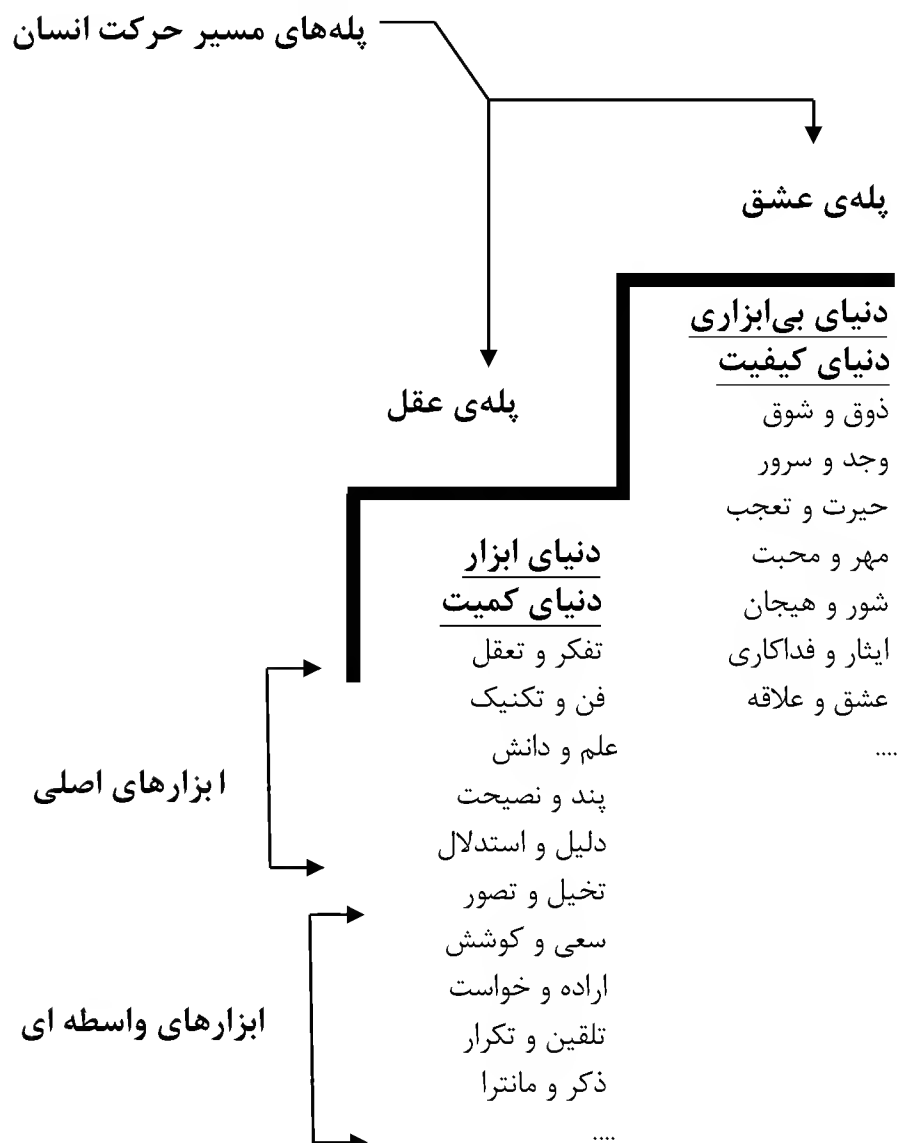 پله‌های مسیر حرکت انسان
پله‌ی عشق
دنیای بی‌ابزاری
دنیای کیفیت
ذوق و شوق
وجد و سرور
حیرت و تعجب
مهر و محبت
شور و هیجان
ایثار و فداکاری
عشق و علاقه
....
پله‌ی عقل
دنیای ابزار
دنیای کمیت
تفکر و تعقل
فن و تکنیک
علم و دانش
پند و نصیحت
دلیل و استدلال
تخیل و تصور
سعی و کوشش
اراده و خواست
تلقین و تکرار
ذکر و مانترا
....
ابزارهای اصلی
ابزارهای واسطه ای